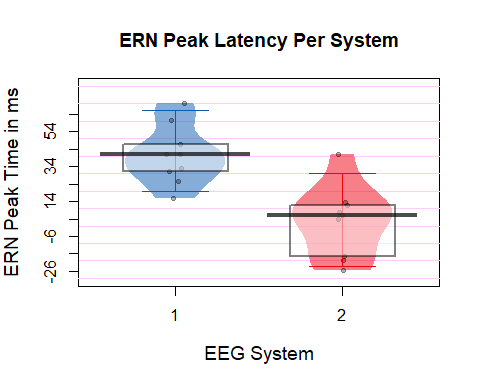 ERN Peak Latency Per System
ERN Peak Time in ms
54
34
14
-6
-26
1 2
EEG System